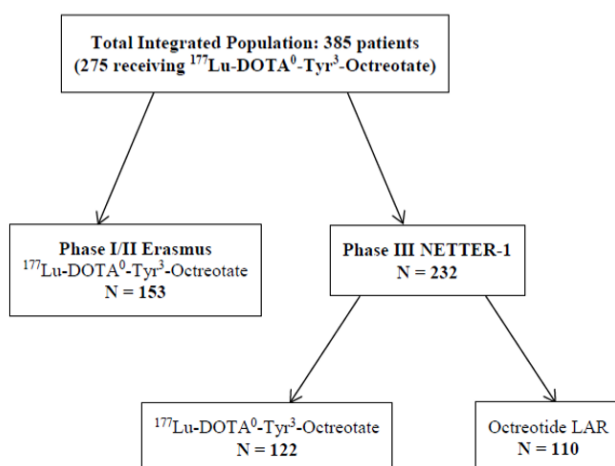 Total Integrated Population: 385 patients
(275 receiving ¹⁷⁷Lu-DOTA⁰-Tyr³-Octreotate)
Phase I/II Erasmus
¹⁷⁷Lu-DOTA⁰-Tyr³-Octreotate
N = 153
Phase III NETTER-1
N = 232
¹⁷⁷Lu-DOTA⁰-Tyr³-Octreotate
N = 122
Octreotide LAR
N = 110